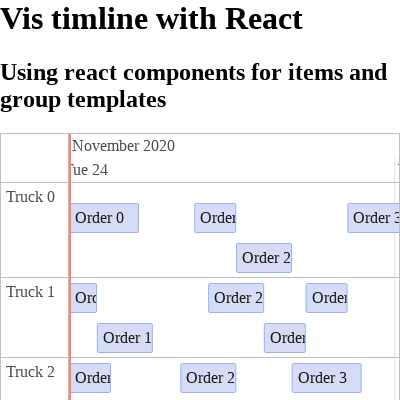 Vis timline with React
Using react components for items and
group templates
November 2020
Tue 24
Truck 0
Order 0
Order
Order 3
Order 2
Truck 1
Ord
Order 2
Order
Order 1
Order
Truck 2
Order
Order 2
Order 3